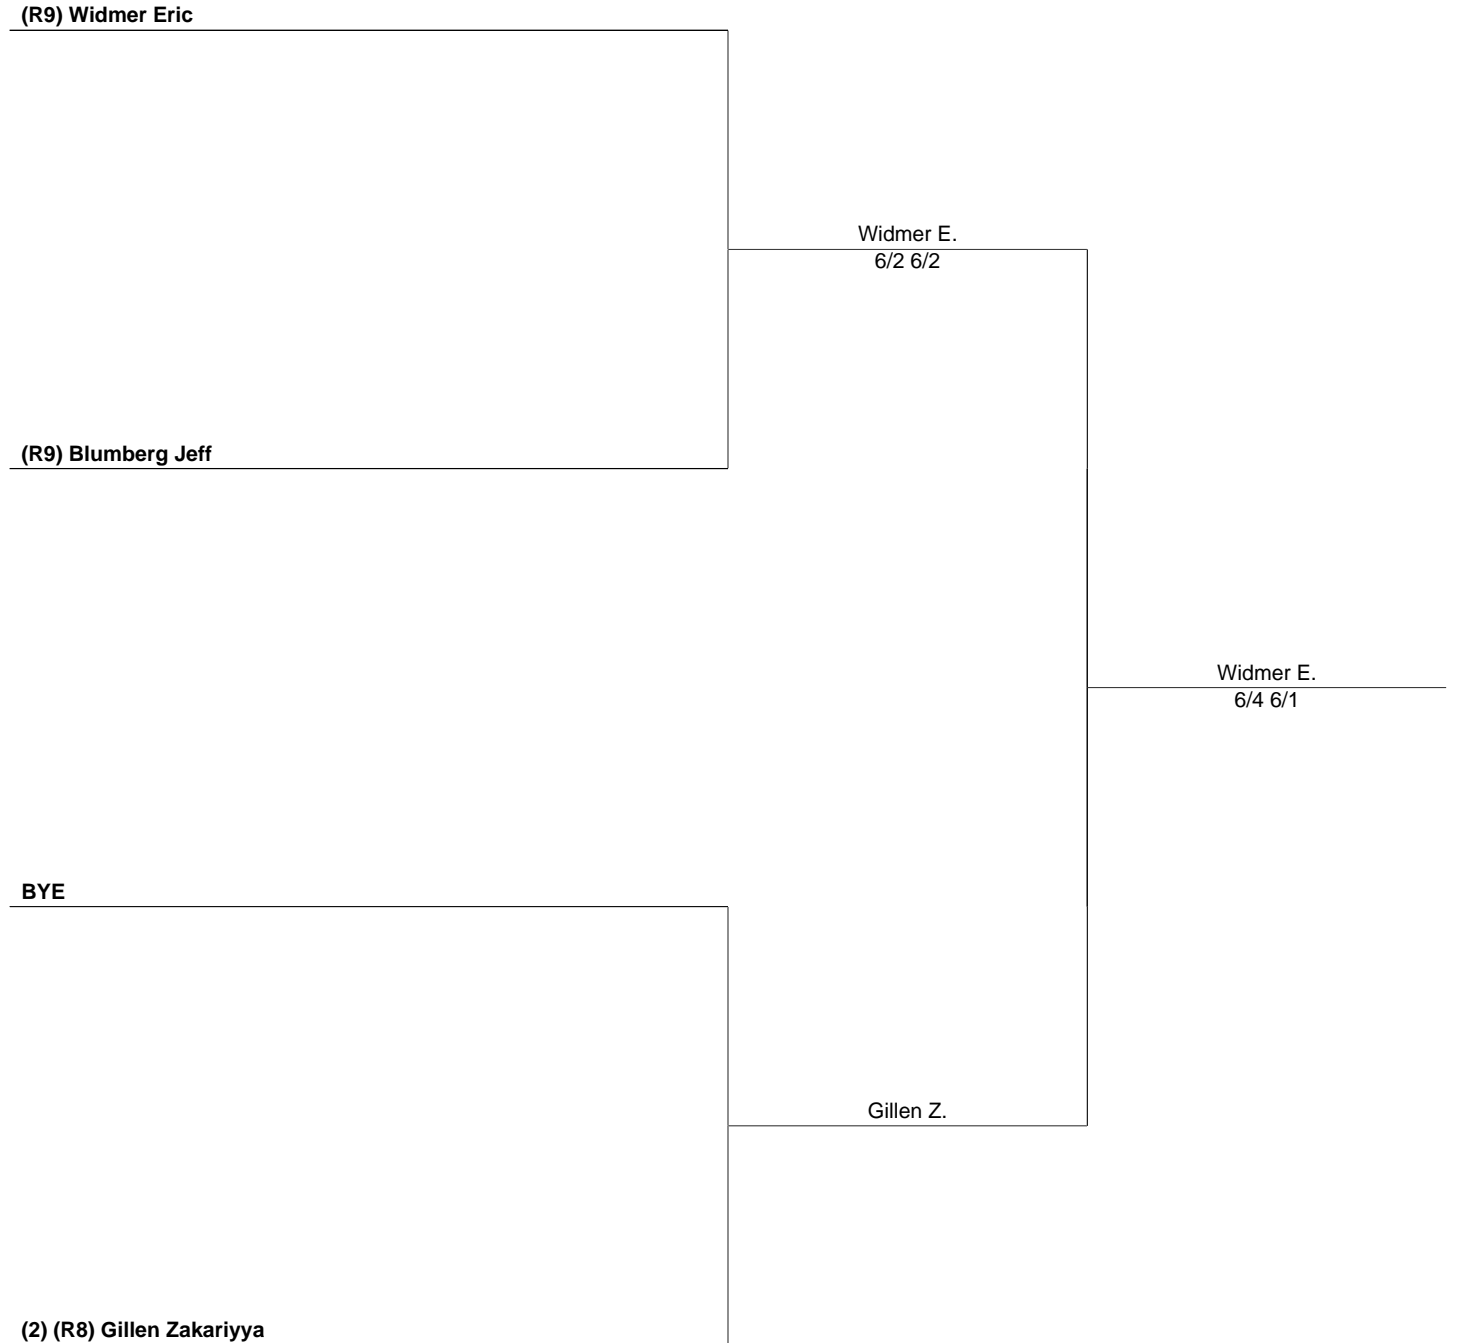 (R9) Widmer Eric
Widmer E.
6/2 6/2
(R9) Blumberg Jeff
Widmer E.
6/4 6/1
BYE
Gillen Z.
(2) (R8) Gillen Zakariyya